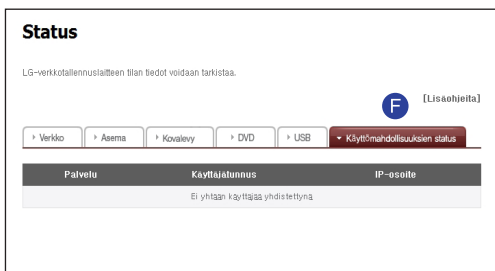 Status
LG-verkkotallennuslaitteen tilan tiedot voidaan tarkistaa.
F
[Lisäohjeita]
Verkko Asema Kovalevy DVD USB Käyttömahdollisuuksien status
Palvelu Käyttäjätunnus IP-osoite
Ei yhtään käyttäjää yhdistettynä